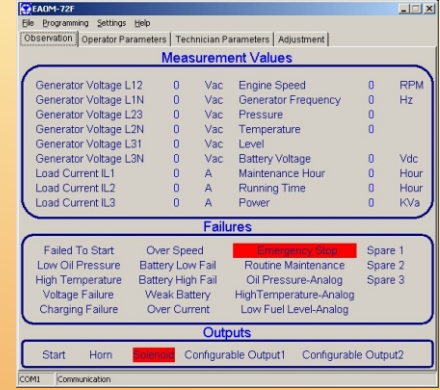 EAOM-72F
File Programming Settings Help
Observation Operator Parameters Technician Parameters Adjustment
Measurement Values
Generator Voltage L12 0 Vac Engine Speed 0 RPM
Generator Voltage L1N 0 Vac Generator Frequency 0 Hz
Generator Voltage L23 0 Vac Pressure 0
Generator Voltage L2N 0 Vac Temperature 0
Generator Voltage L31 0 Vac Level
Generator Voltage L3N 0 Vac Battery Voltage 0 Vdc
Load Current IL1 0 A Maintenance Hour 0 Hour
Load Current IL2 0 A Running Time 0 Hour
Load Current IL3 0 A Power 0 KVa
Failures
Failed To Start Over Speed Emergency Stop Spare 1
Low Oil Pressure Battery Low Fail Routine Maintenance Spare 2
High Temperature Battery High Fail Oil Pressure-Analog Spare 3
Voltage Failure Weak Battery HighTemperature-Analog
Charging Failure Over Current Low Fuel Level-Analog
Outputs
Start Horn Solenoid Configurable Output1 Configurable Output2
COM1 Communication